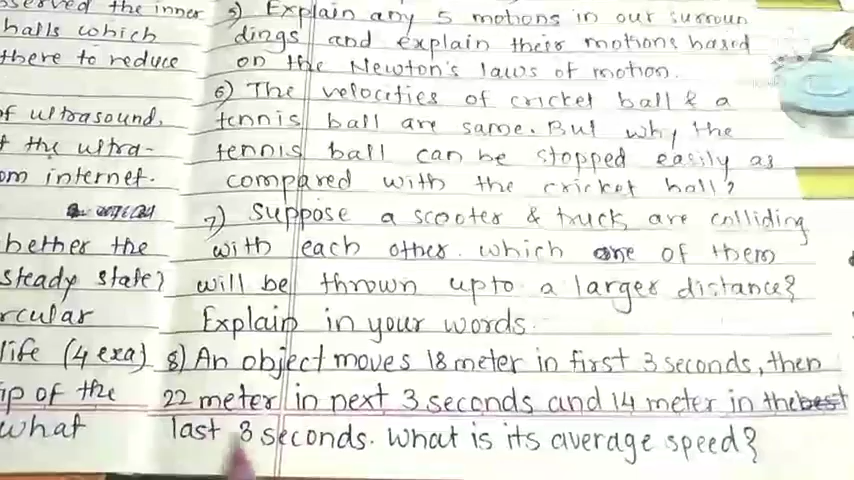 served the inner
balls which
there to reduce
of ultrasound.
f the ultra-
om internet.
hether the
steady state?
rcular
life (4 exa)
ip of the
what
5) Explain any 5 motions in our surroun
dings and explain their motions based
on the Newton's laws of motion.
6) The velocities of cricket ball & a
tennis ball are same. But why the
tennis ball can be stopped easily as
compared with the cricket ball?
7) Suppose a scooter & truck are colliding
with each other. which one of them
will be thrown upto a larger distance?
Explain in your words.
8) An object moves 18 meter in first 3 seconds, then
22 meter in next 3 seconds and 14 meter in the
last 3 seconds. What is its average speed?